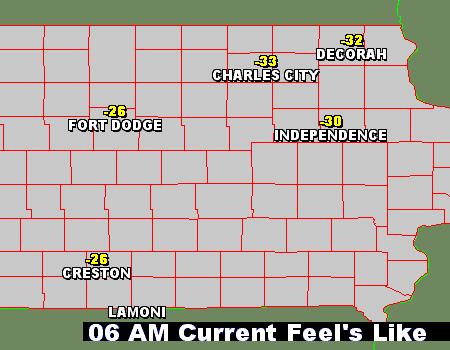 -32
DECORAH
-33
CHARLES CITY
-26
FORT DODGE
-30
INDEPENDENCE
-26
CRESTON
LAMONI
06 AM Current Feel's Like